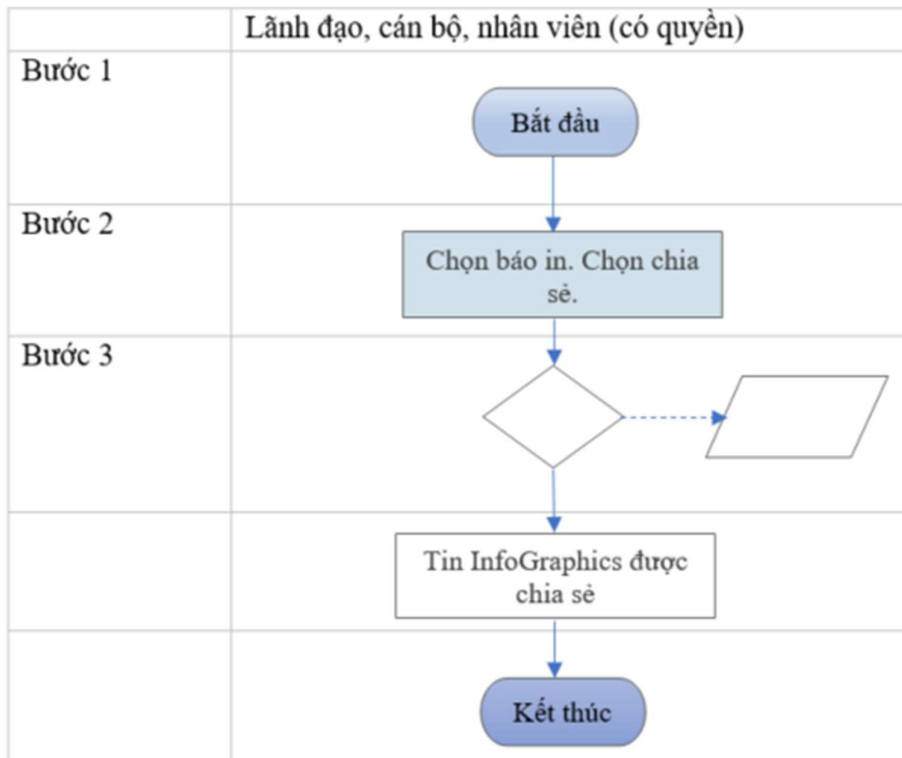 Lãnh đạo, cán bộ, nhân viên (có quyền)
Bước 1
Bắt đầu
Bước 2
Chọn báo in. Chọn chia
sẻ.
Bước 3
Tin InfoGraphics được
chia sẻ
Kết thúc